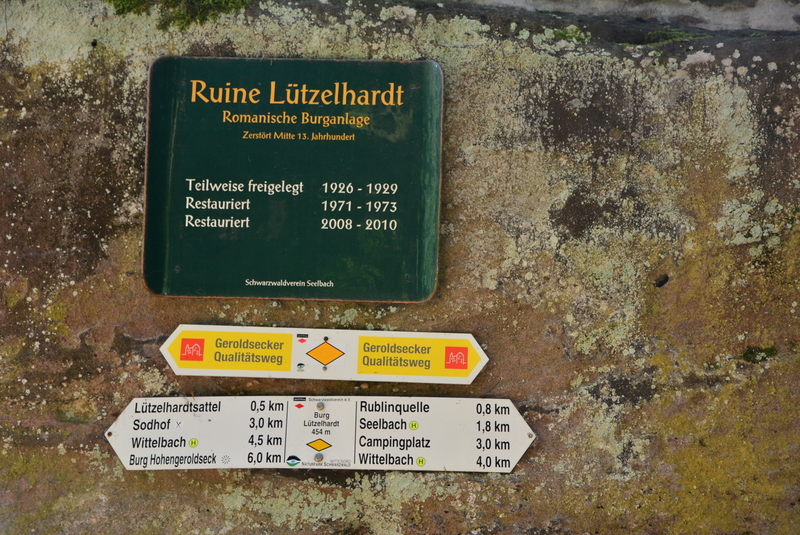 Ruine Lützelhardt
Romanische Burganlage
Zerstört Mitte 13. Jahrhundert
Teilweise freigelegt 1926 - 1929
Restauriert 1971 - 1973
Restauriert 2008 - 2010
Schwarzwaldverein Seelbach
Geroldsecker
Qualitätsweg
Geroldsecker
Qualitätsweg
Lützelhardtsattel 0,5 km
Sodhof 3,0 km
Wittelbach H 4,5 km
Burg Hohengeroldseck 6,0 km
Schwarzwaldverein e.V.
Burg
Lützelhardt
454 m
Naturpark Schwarzwald
Rublinquelle 0,8 km
Seelbach H 1,8 km
Campingplatz 3,0 km
Wittelbach H 4,0 km